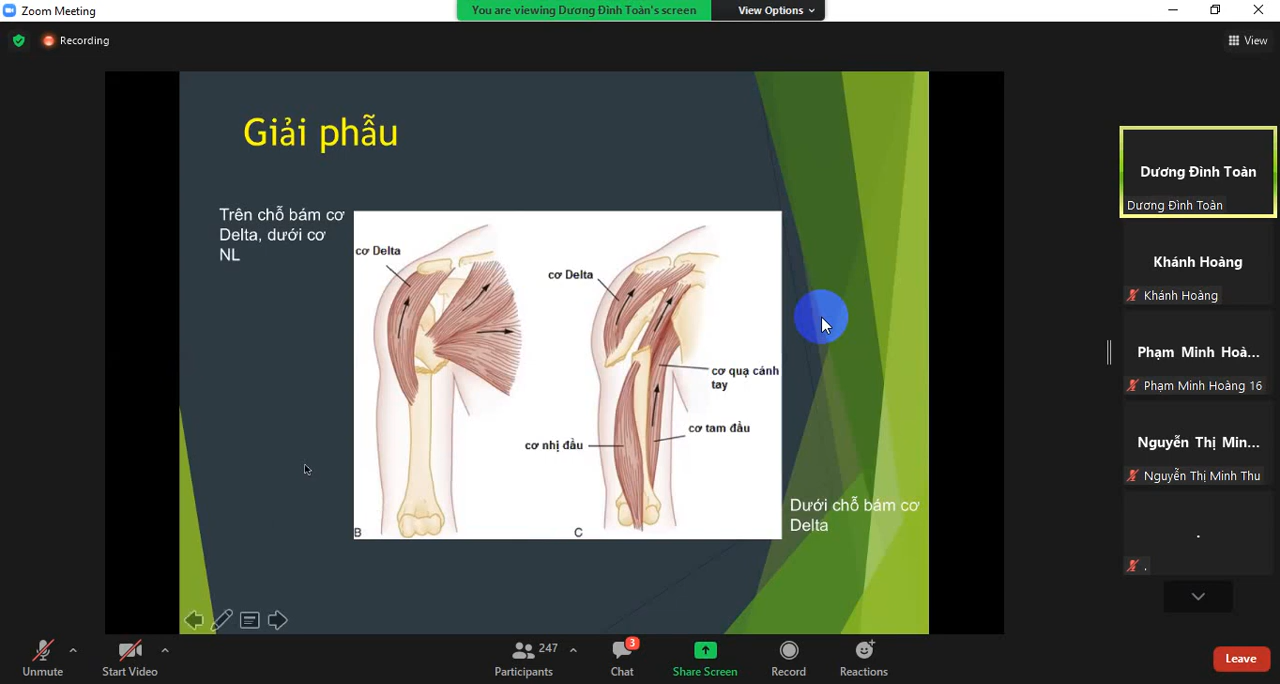 Zoom Meeting
You are viewing Dương Đình Toàn's screen
View Options
Recording
View
Giải phẫu
Trên chỗ bám cơ
Delta, dưới cơ
NL
cơ Delta
cơ Delta
cơ quạ cánh
tay
cơ tam đầu
cơ nhị đầu
B
C
Dưới chỗ bám cơ
Delta
Dương Đình Toàn
Dương Đình Toàn
Khánh Hoàng
Khánh Hoàng
Phạm Minh Hoà...
Phạm Minh Hoàng 16
Nguyễn Thị Min...
Nguyễn Thị Minh Thu
.
.
Unmute
Start Video
247
Participants
3
Chat
Share Screen
Record
Reactions
Leave